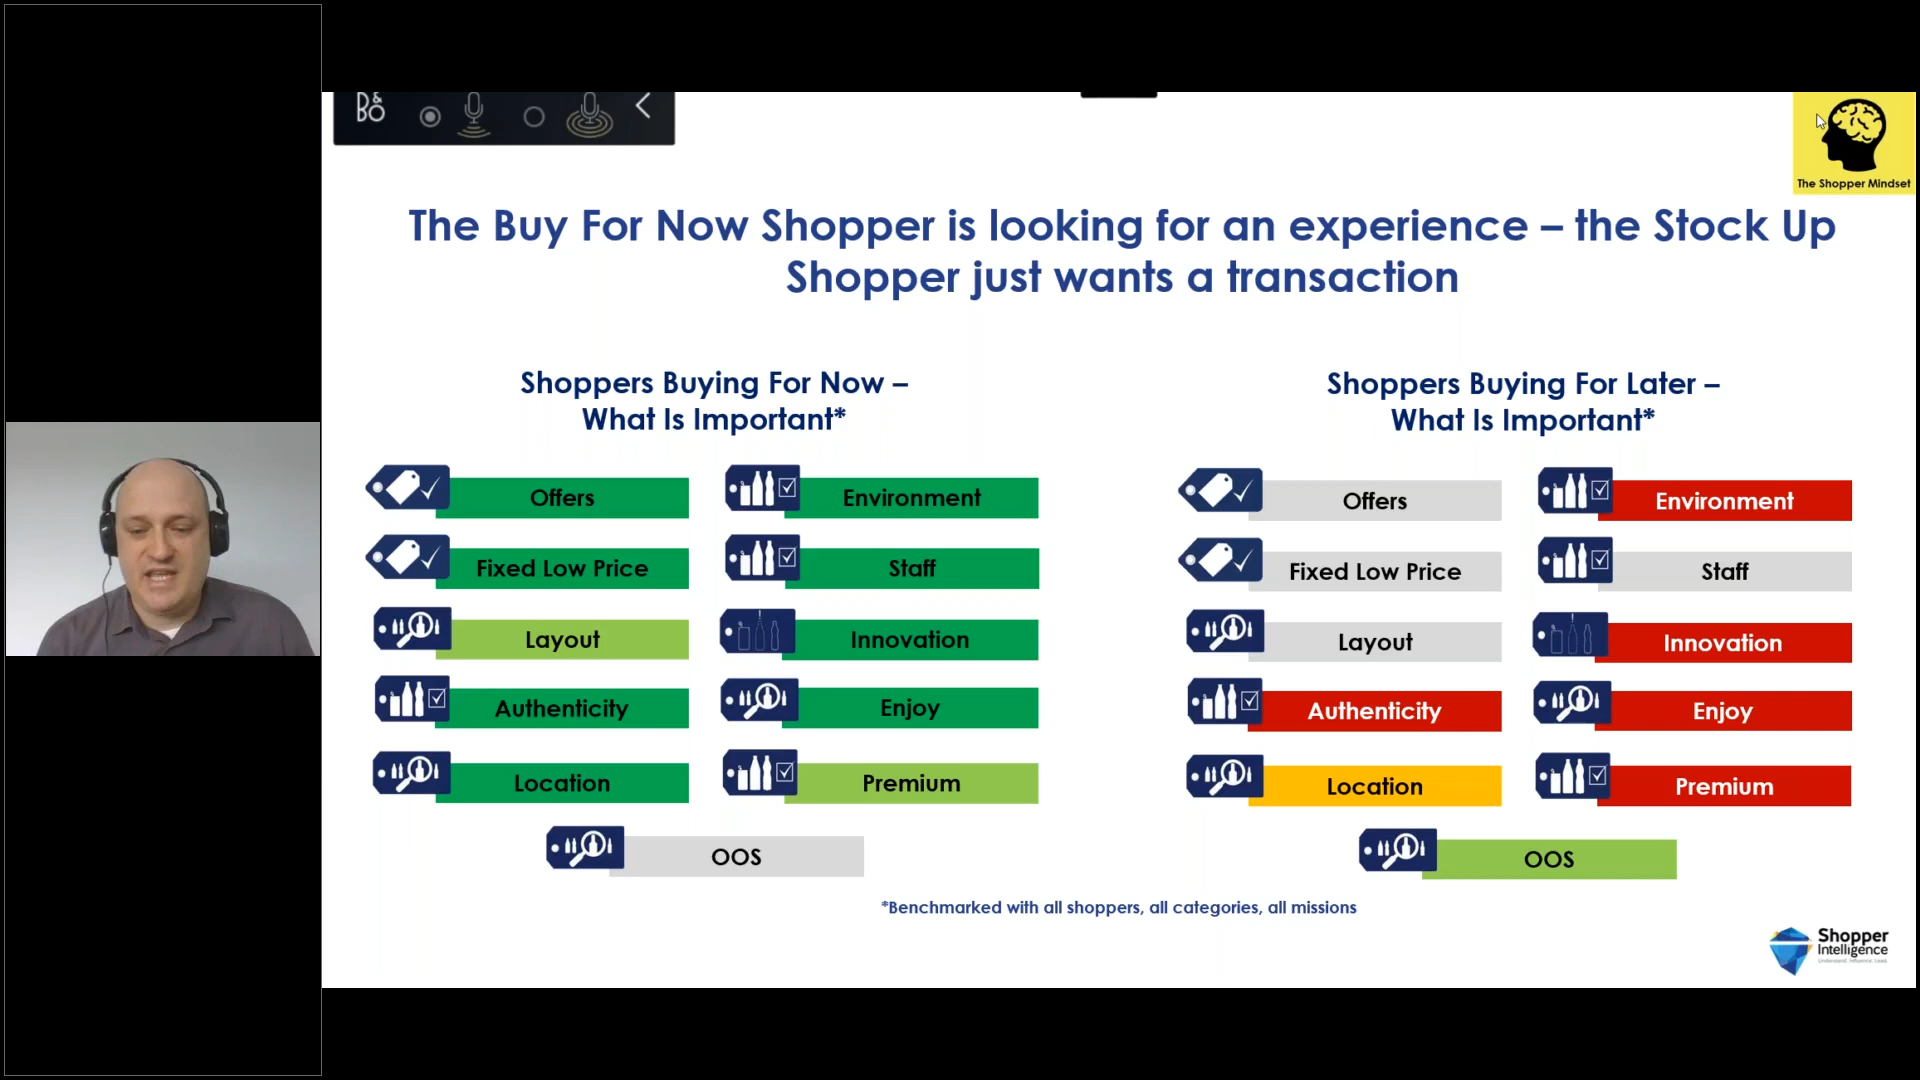 B&O
The Shopper Mindset
The Buy For Now Shopper is looking for an experience – the Stock Up
Shopper just wants a transaction
Shoppers Buying For Now –
What Is Important*
Offers
Environment
Fixed Low Price
Staff
Layout
Innovation
Authenticity
Enjoy
Location
Premium
OOS
Shoppers Buying For Later –
What Is Important*
Offers
Environment
Fixed Low Price
Staff
Layout
Innovation
Authenticity
Enjoy
Location
Premium
OOS
*Benchmarked with all shoppers, all categories, all missions
Shopper
Intelligence
Understand. Influence. Lead.